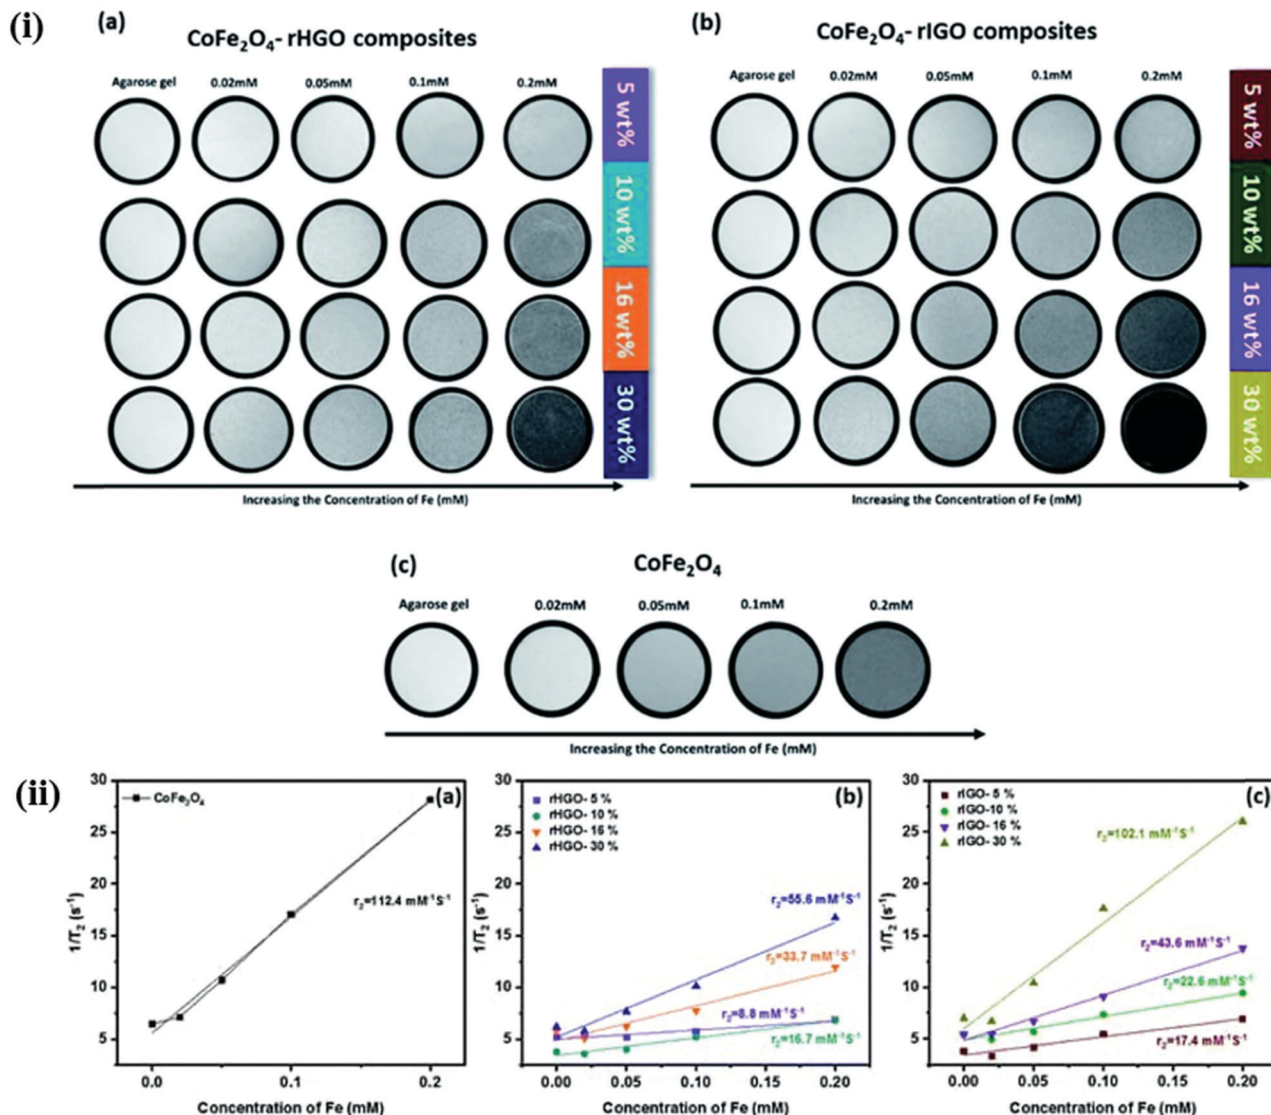 (i)
(a)
CoFe₂O₄- rHGO composites
Agarose gel 0.02mM 0.05mM 0.1mM 0.2mM
5 wt%
10 wt%
16 wt%
30 wt%
Increasing the Concentration of Fe (mM)
(b)
CoFe₂O₄- rIGO composites
Agarose gel 0.02mM 0.05mM 0.1mM 0.2mM
5 wt%
10 wt%
16 wt%
30 wt%
Increasing the Concentration of Fe (mM)
(c)
CoFe₂O₄
Agarose gel 0.02mM 0.05mM 0.1mM 0.2mM
Increasing the Concentration of Fe (mM)
(ii)
(a)
CoFe₂O₄
r₂=112.4 mM⁻¹S⁻¹
1/T₂ (s⁻¹)
30
25
20
15
10
5
0.0 0.1 0.2
Concentration of Fe (mM)
(b)
rHGO- 5 %
rHGO- 10 %
rHGO- 16 %
rHGO- 30 %
r₂=55.6 mM⁻¹S⁻¹
r₂=33.7 mM⁻¹S⁻¹
r₂=8.8 mM⁻¹S⁻¹
r₂=16.7 mM⁻¹S⁻¹
1/T₂ (s⁻¹)
30
25
20
15
10
5
0.00 0.05 0.10 0.15 0.20
Concentration of Fe (mM)
(c)
rIGO- 5 %
rIGO-10 %
rIGO- 16 %
rIGO- 30 %
r₂=102.1 mM⁻¹S⁻¹
r₂=43.6 mM⁻¹S⁻¹
r₂=22.6 mM⁻¹S⁻¹
r₂=17.4 mM⁻¹S⁻¹
1/T₂ (s⁻¹)
30
25
20
15
10
5
0.00 0.05 0.10 0.15 0.20
Concentration of Fe (mM)